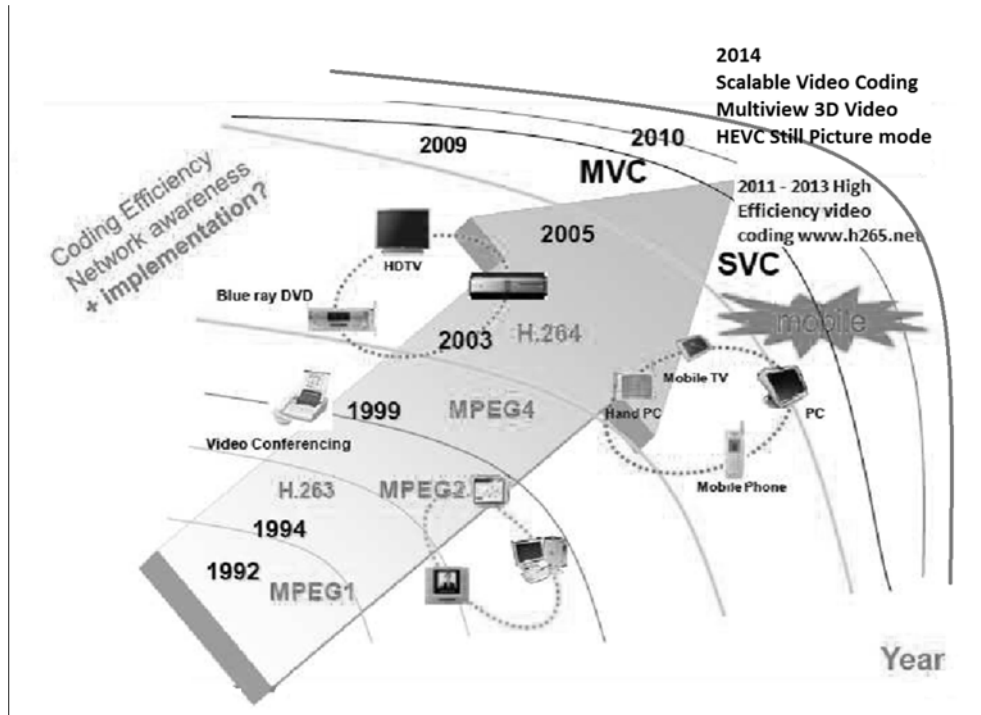 2014
Scalable Video Coding
Multiview 3D Video
HEVC Still Picture mode
2010
2009
MVC
2011 - 2013 High
Efficiency video
coding www.h265.net
SVC
Coding Efficiency
Network awareness
+ implementation?
2005
HDTV
Blue ray DVD
2003
H.264
mobile
Mobile TV
Hand PC
PC
Mobile Phone
1999
MPEG4
Video Conferencing
H.263
MPEG2
1994
1992
MPEG1
Year